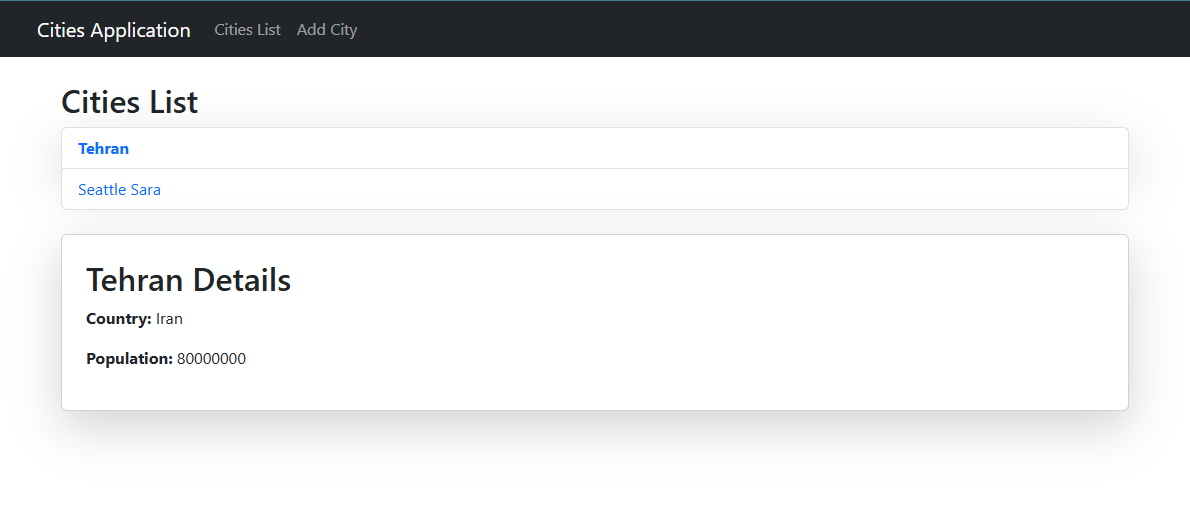 Cities Application Cities List Add City
Cities List
Tehran
Seattle Sara
Tehran Details
Country: Iran
Population: 80000000